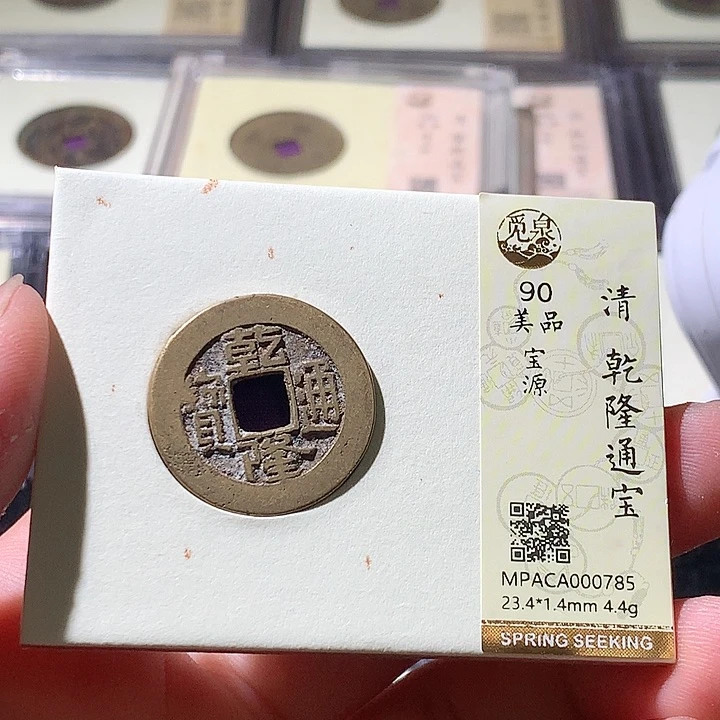 乾隆通寳
觅泉
90
美品
宝源
清 乾隆通宝
MPACA000785
23.4*1.4mm 4.4g
SPRING SEEKING